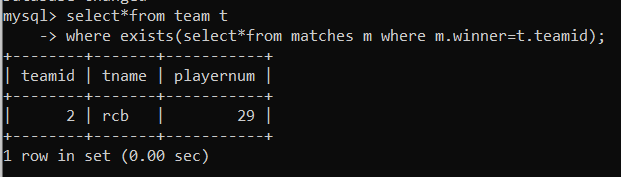 mysql> select*from team t
    -> where exists(select*from matches m where m.winner=t.teamid);
+--------+-------+-----------+
| teamid | tname | playernum |
+--------+-------+-----------+
|      2 | rcb   |        29 |
+--------+-------+-----------+
1 row in set (0.00 sec)